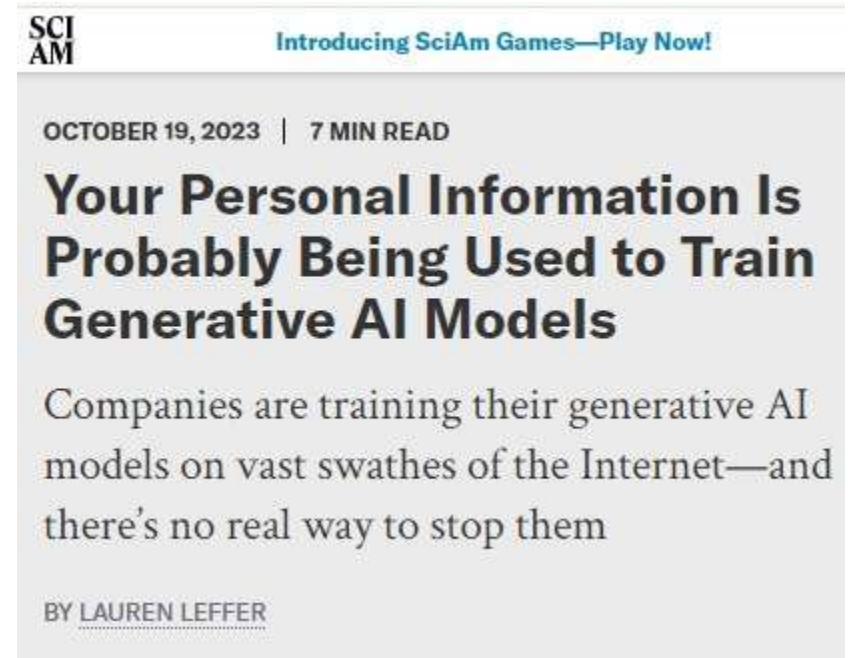 SCI
AM
Introducing SciAm Games—Play Now!
OCTOBER 19, 2023 | 7 MIN READ
Your Personal Information Is
Probably Being Used to Train
Generative AI Models
Companies are training their generative AI
models on vast swathes of the Internet—and
there’s no real way to stop them
BY LAUREN LEFFER